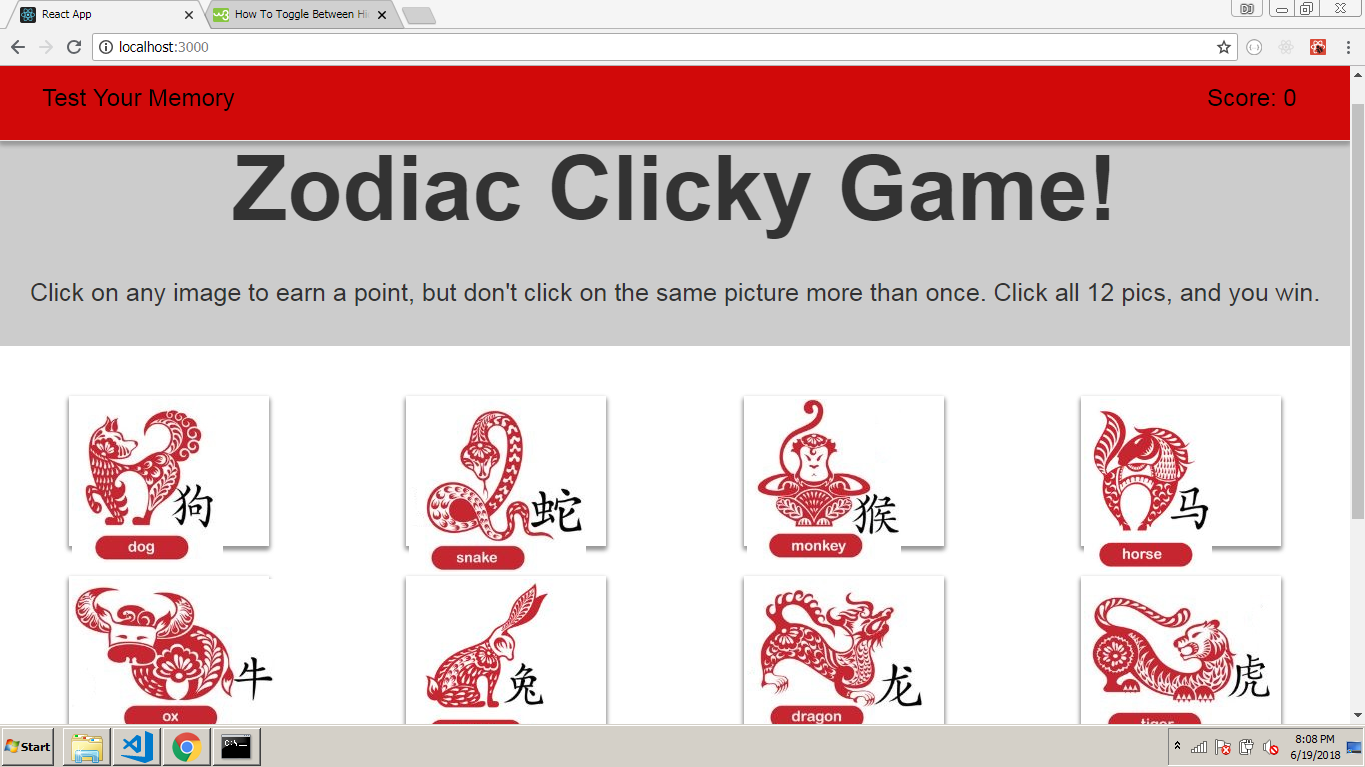 React App
How To Toggle Between Hi
DJ
localhost:3000
Test Your Memory
Score: 0
Zodiac Clicky Game!
Click on any image to earn a point, but don't click on the same picture more than once. Click all 12 pics, and you win.
狗
dog
蛇
snake
猴
monkey
马
horse
牛
ox
兔
龙
dragon
虎
tiger
Start
C:\
8:08 PM
6/19/2018